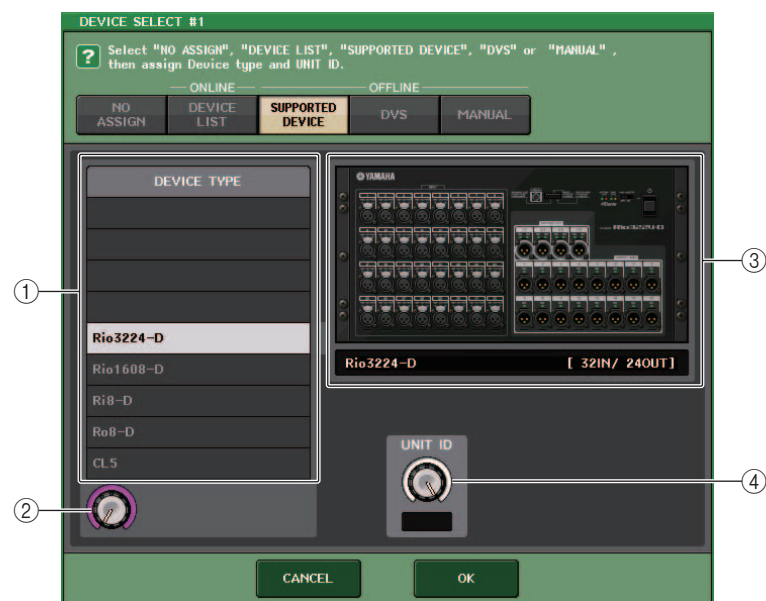 DEVICE SELECT #1
? Select "NO ASSIGN", "DEVICE LIST", "SUPPORTED DEVICE", "DVS" or "MANUAL" ,
then assign Device type and UNIT ID.
ONLINE
OFFLINE
NO ASSIGN
DEVICE LIST
SUPPORTED DEVICE
DVS
MANUAL
DEVICE TYPE
Rio3224-D
Rio1608-D
Ri8-D
Ro8-D
CL5
YAMAHA
Rio3224-D
Rio3224-D [ 32IN/ 24OUT]
UNIT ID
CANCEL
OK
1
2
3
4